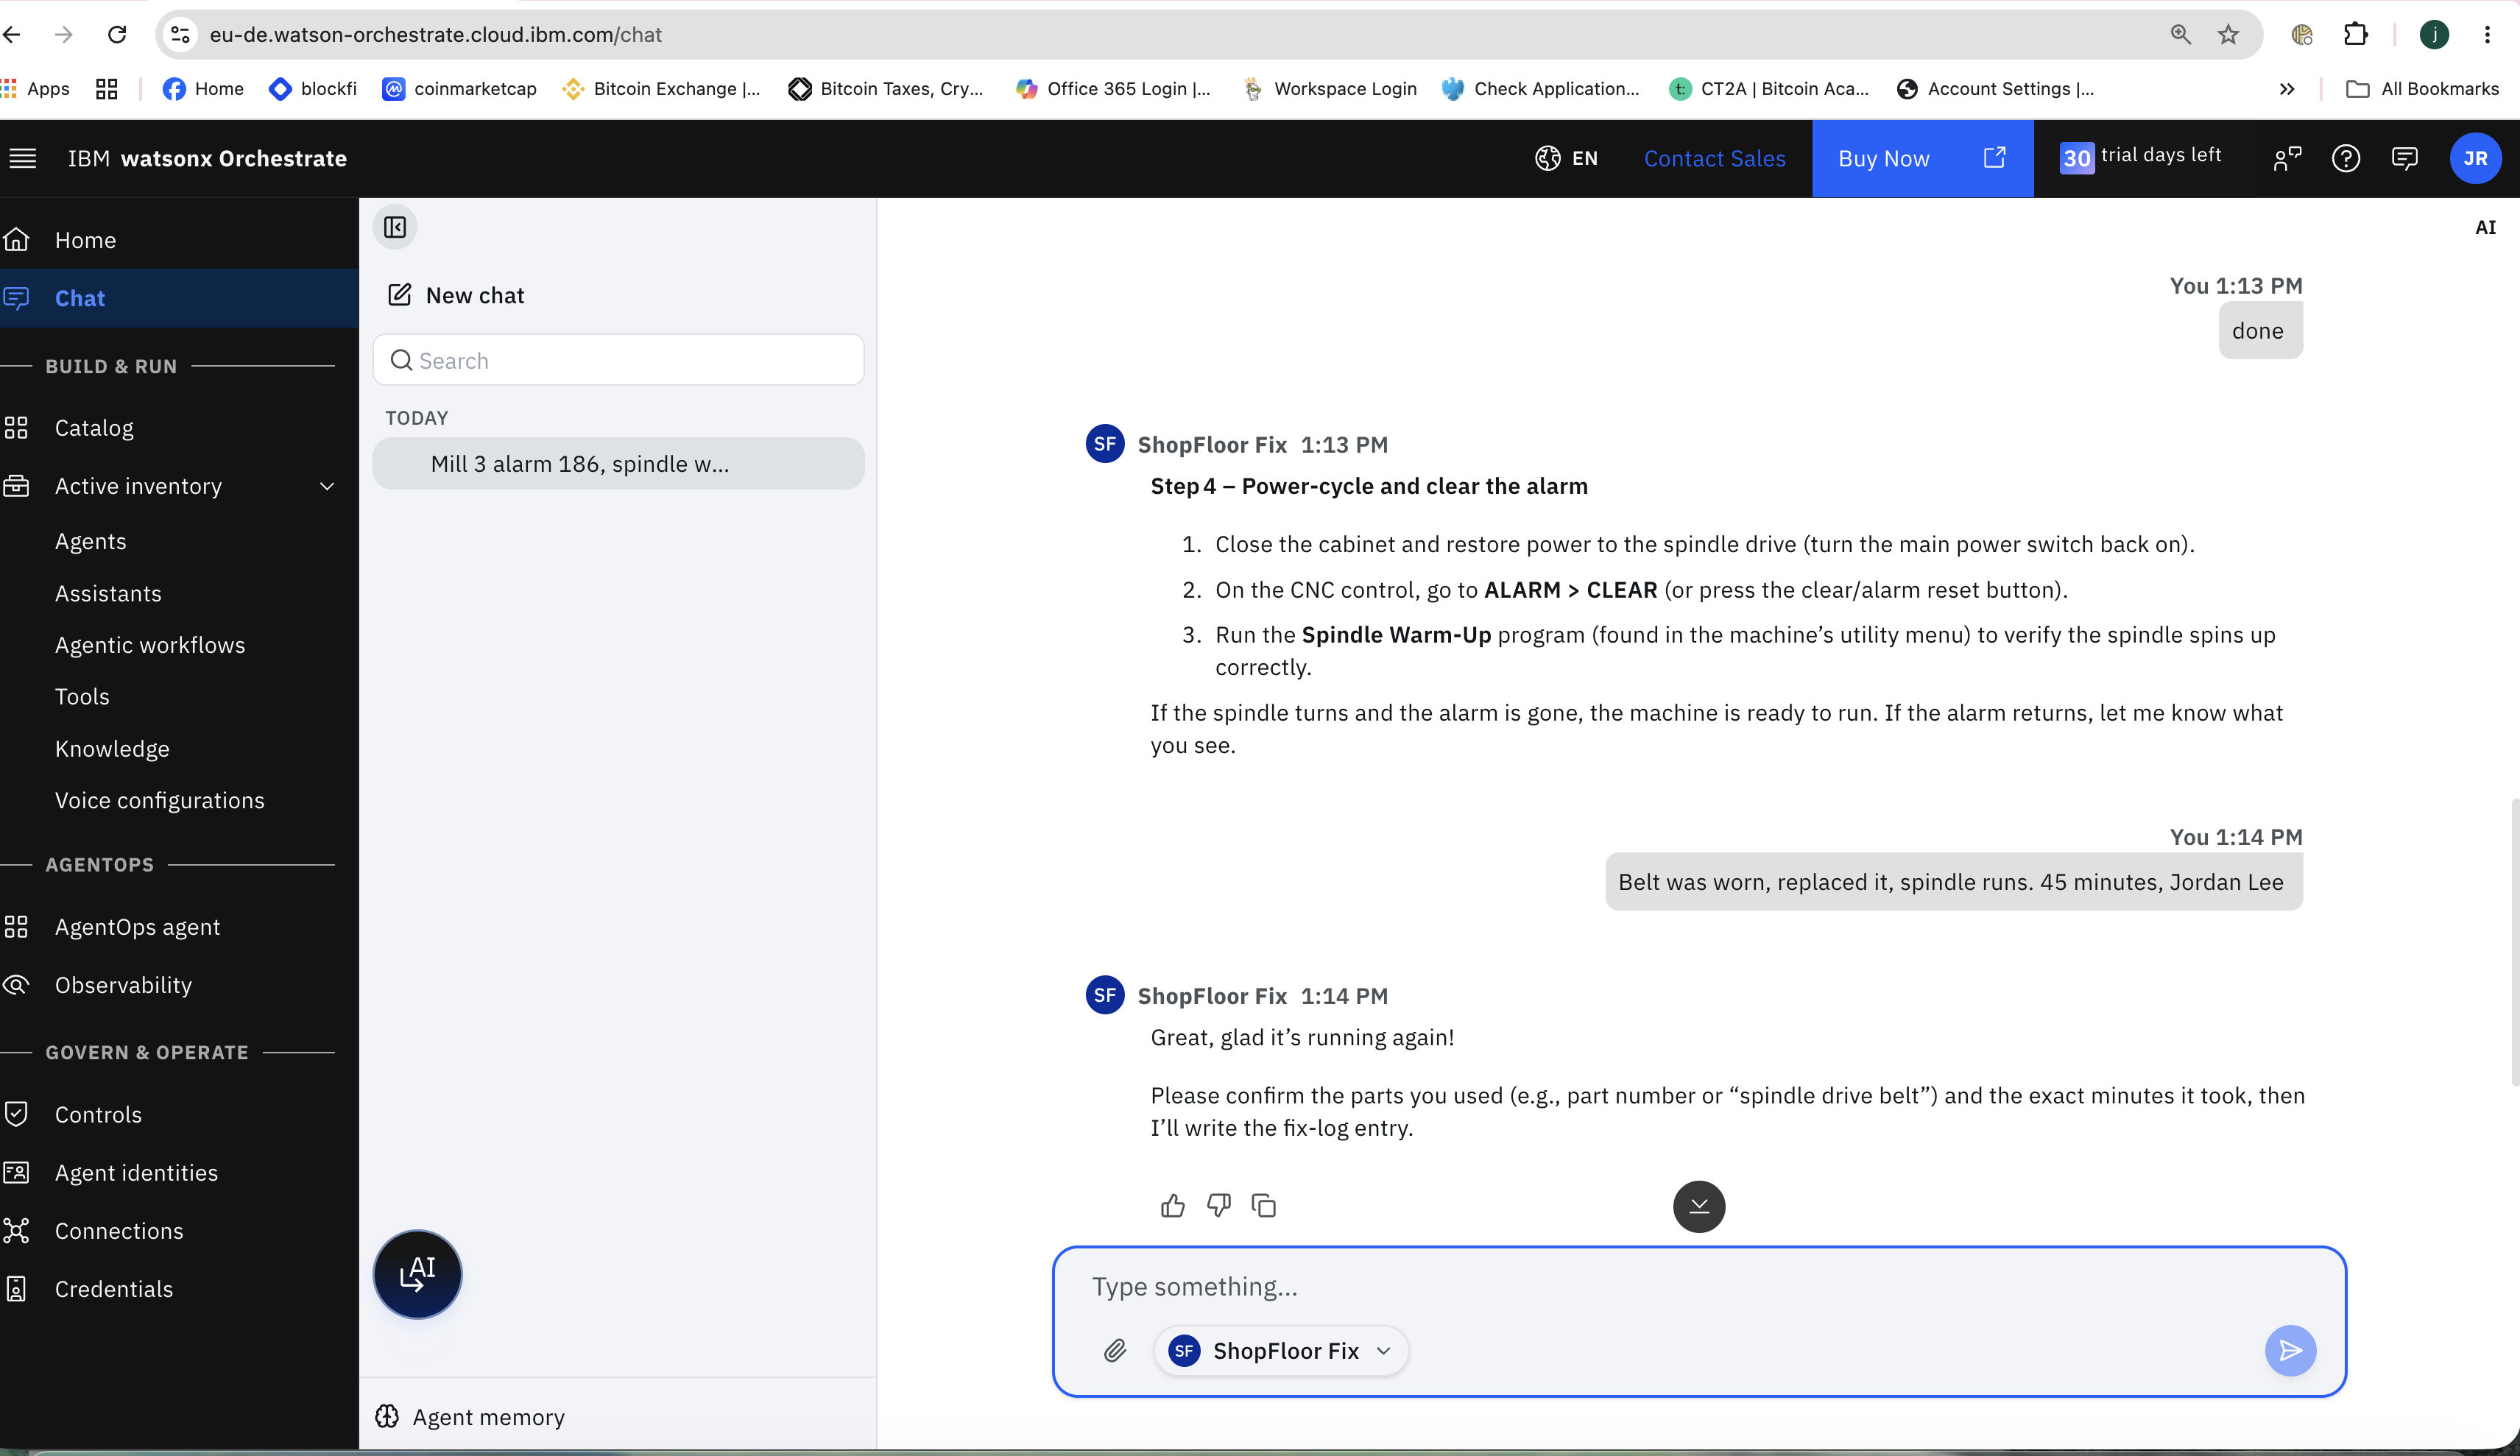 eu-de.watson-orchestrate.cloud.ibm.com/chat
j
Apps
Home
blockfi
coinmarketcap
Bitcoin Exchange |...
Bitcoin Taxes, Cry...
Office 365 Login |...
Workspace Login
Check Application...
t:
CT2A | Bitcoin Aca...
Account Settings |...
All Bookmarks
IBM watsonx Orchestrate
EN
Contact Sales
Buy Now
30 trial days left
JR
Home
Chat
BUILD & RUN
Catalog
Active inventory
Agents
Assistants
Agentic workflows
Tools
Knowledge
Voice configurations
AGENTOPS
AgentOps agent
Observability
GOVERN & OPERATE
Controls
Agent identities
Connections
Credentials
New chat
Search
TODAY
Mill 3 alarm 186, spindle w...
AI
Agent memory
AI
You 1:13 PM
done
SF ShopFloor Fix 1:13 PM
Step 4 – Power-cycle and clear the alarm
1. Close the cabinet and restore power to the spindle drive (turn the main power switch back on).
2. On the CNC control, go to ALARM > CLEAR (or press the clear/alarm reset button).
3. Run the Spindle Warm-Up program (found in the machine’s utility menu) to verify the spindle spins up
correctly.
If the spindle turns and the alarm is gone, the machine is ready to run. If the alarm returns, let me know what
you see.
You 1:14 PM
Belt was worn, replaced it, spindle runs. 45 minutes, Jordan Lee
SF ShopFloor Fix 1:14 PM
Great, glad it’s running again!
Please confirm the parts you used (e.g., part number or “spindle drive belt”) and the exact minutes it took, then
I’ll write the fix-log entry.
Type something...
SF ShopFloor Fix